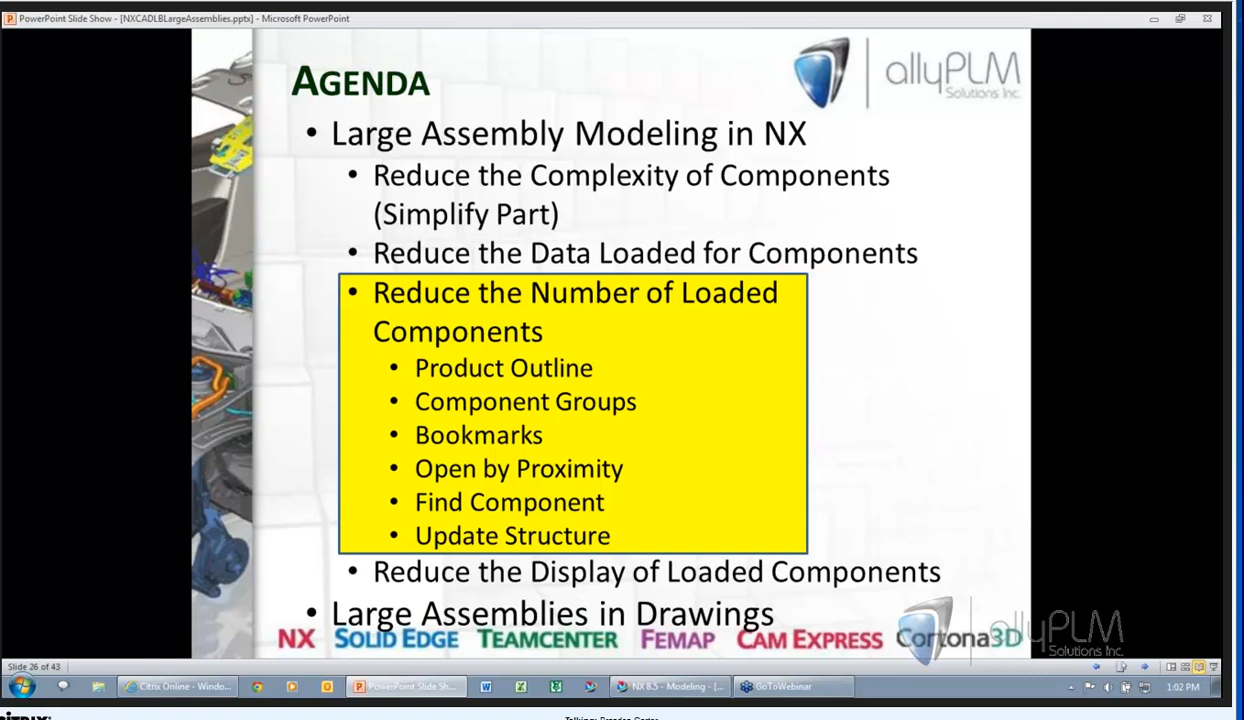 PowerPoint Slide Show - [NXCADLBLargeAssemblies.pptx] - Microsoft PowerPoint
AGENDA
allyPLM
Solutions Inc.
• Large Assembly Modeling in NX
• Reduce the Complexity of Components
(Simplify Part)
• Reduce the Data Loaded for Components
• Reduce the Number of Loaded
Components
• Product Outline
• Component Groups
• Bookmarks
• Open by Proximity
• Find Component
• Update Structure
• Reduce the Display of Loaded Components
• Large Assemblies in Drawings
NX SOLID EDGE TEAMCENTER FEMAP CAM EXPRESS Cortona3D
allyPLM
Solutions Inc.
Slide 26 of 43
Citrix Online - Windo...
PowerPoint Slide Sh...
NX 8.5 - Modeling - [...
GoToWebinar
1:02 PM